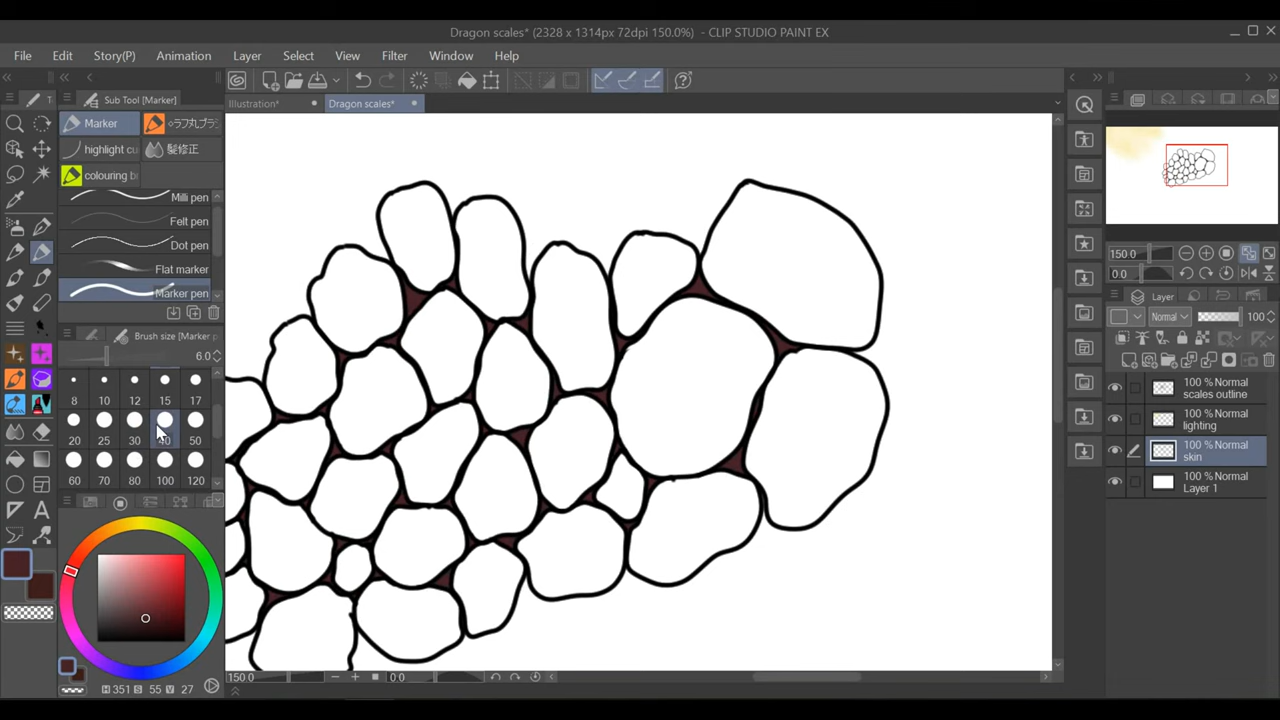 Dragon scales* (2328 x 1314px 72dpi 150.0%) - CLIP STUDIO PAINT EX
File Edit Story(P) Animation Layer Select Filter Window Help
Illustration* Dragon scales*
Sub Tool [Marker]
Marker
highlight cu 髪修正
colouring b
Milli pen
Felt pen
Dot pen
Flat marker
Marker pen
Brush size [Marker p
6.0
8 10 12 15 17
20 25 30 40 50
60 70 80 100 120
H 351 S 55 V 27
150.0 0.0
150.0
0.0
Layer
Normal 100
100 % Normal
scales outline
100 % Normal
lighting
100 % Normal
skin
100 % Normal
Layer 1